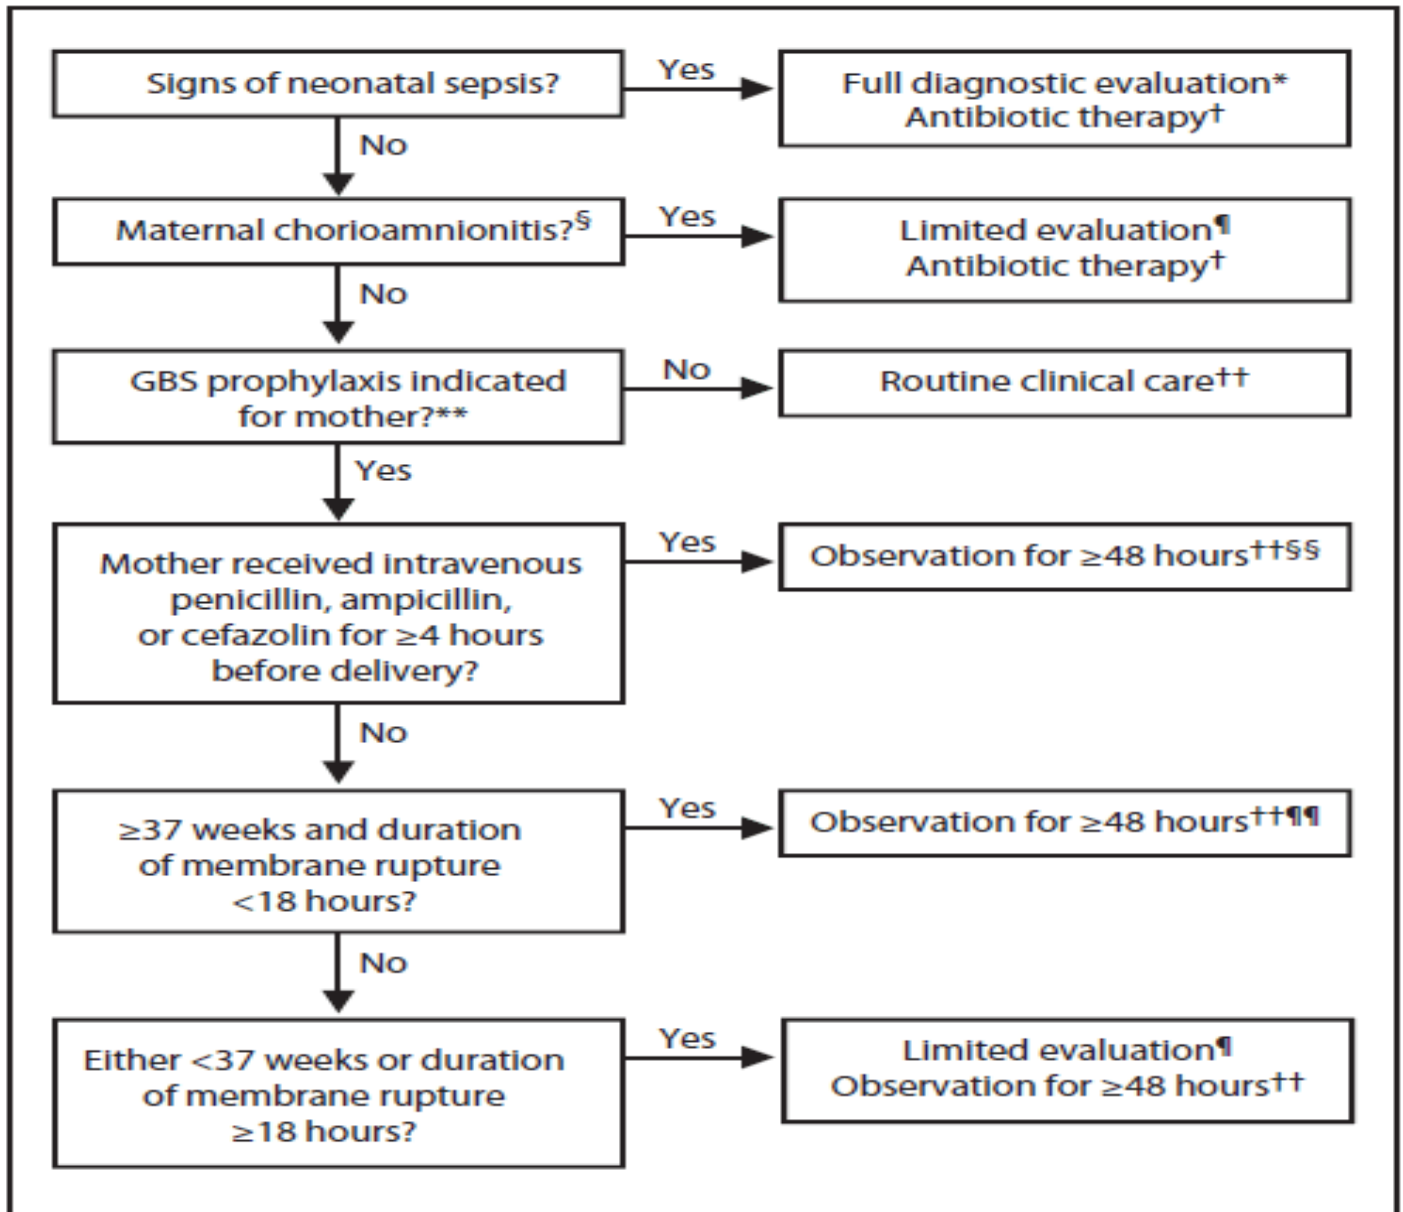 Signs of neonatal sepsis?
Yes
Full diagnostic evaluation*
Antibiotic therapy†
No
Maternal chorioamnionitis?§
Yes
Limited evaluation¶
Antibiotic therapy†
No
GBS prophylaxis indicated
for mother?**
No
Routine clinical care††
Yes
Mother received intravenous
penicillin, ampicillin,
or cefazolin for ≥4 hours
before delivery?
Yes
Observation for ≥48 hours††§§
No
≥37 weeks and duration
of membrane rupture
<18 hours?
Yes
Observation for ≥48 hours††¶¶
No
Either <37 weeks or duration
of membrane rupture
≥18 hours?
Yes
Limited evaluation¶
Observation for ≥48 hours††